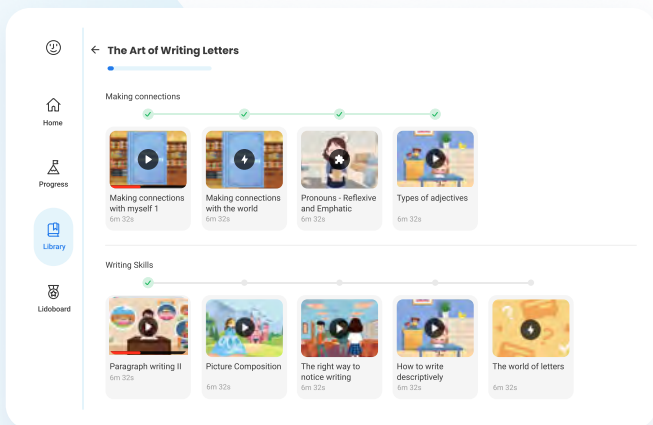 The Art of Writing Letters
Home
Progress
Library
Lidoboard
Making connections
Making connections
with myself 1
6m 32s
Making connections
with the world
6m 32s
Pronouns - Reflexive
and Emphatic
6m 32s
Types of adjectives
6m 32s
Writing Skills
Paragraph writing II
6m 32s
Picture Composition
6m 32s
The right way to
notice writing
6m 32s
How to write
descriptively
6m 32s
The world of letters
6m 32s